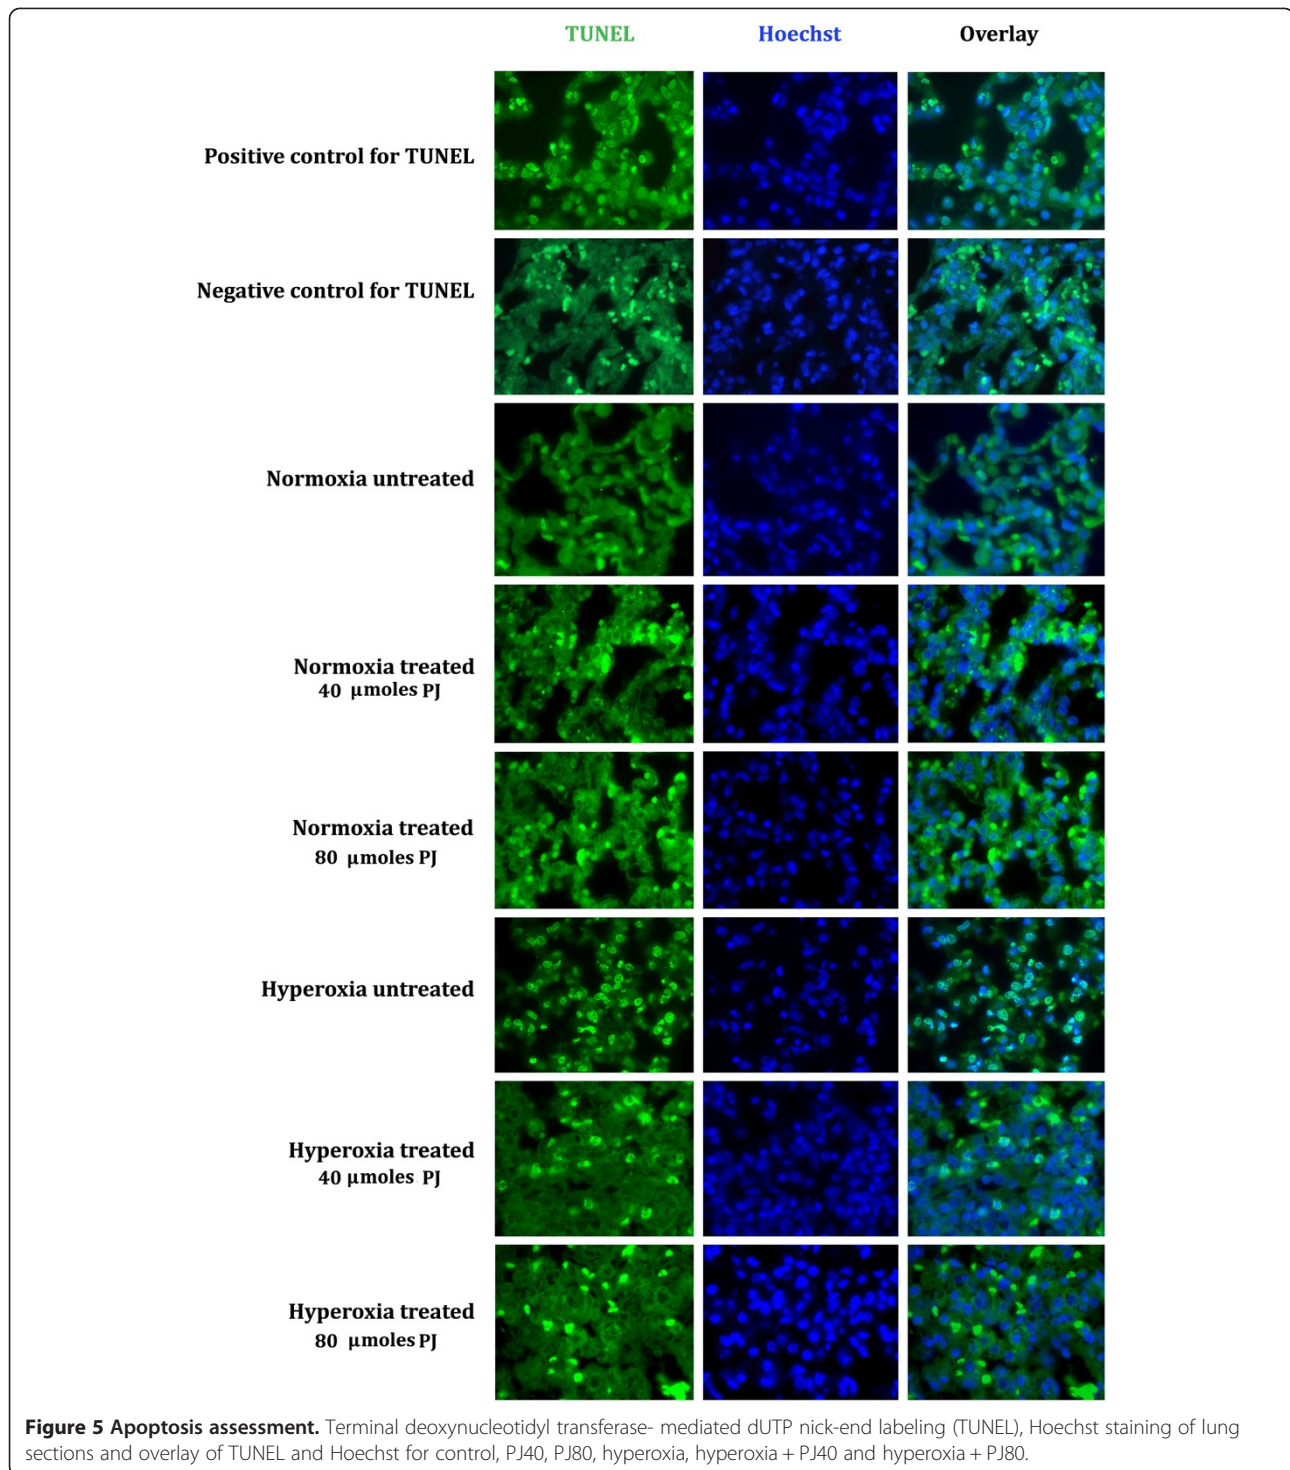 TUNEL Hoechst Overlay
Positive control for TUNEL
Negative control for TUNEL
Normoxia untreated
Normoxia treated
40 μmoles PJ
Normoxia treated
80 μmoles PJ
Hyperoxia untreated
Hyperoxia treated
40 μmoles PJ
Hyperoxia treated
80 μmoles PJ
Figure 5 Apoptosis assessment. Terminal deoxynucleotidyl transferase- mediated dUTP nick-end labeling (TUNEL), Hoechst staining of lung
sections and overlay of TUNEL and Hoechst for control, PJ40, PJ80, hyperoxia, hyperoxia + PJ40 and hyperoxia + PJ80.